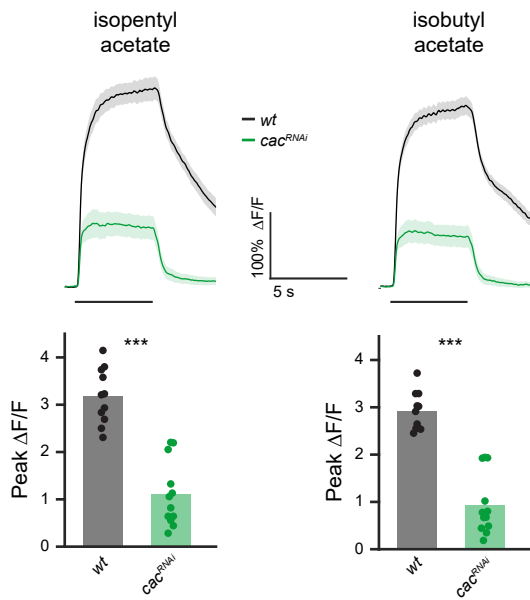 isopentyl
acetate
isobutyl
acetate
wt
cacRNAi
100% ΔF/F
5 s
***
Peak ΔF/F
4
3
2
1
0
wt
cacRNAi
***
Peak ΔF/F
4
3
2
1
0
wt
cacRNAi